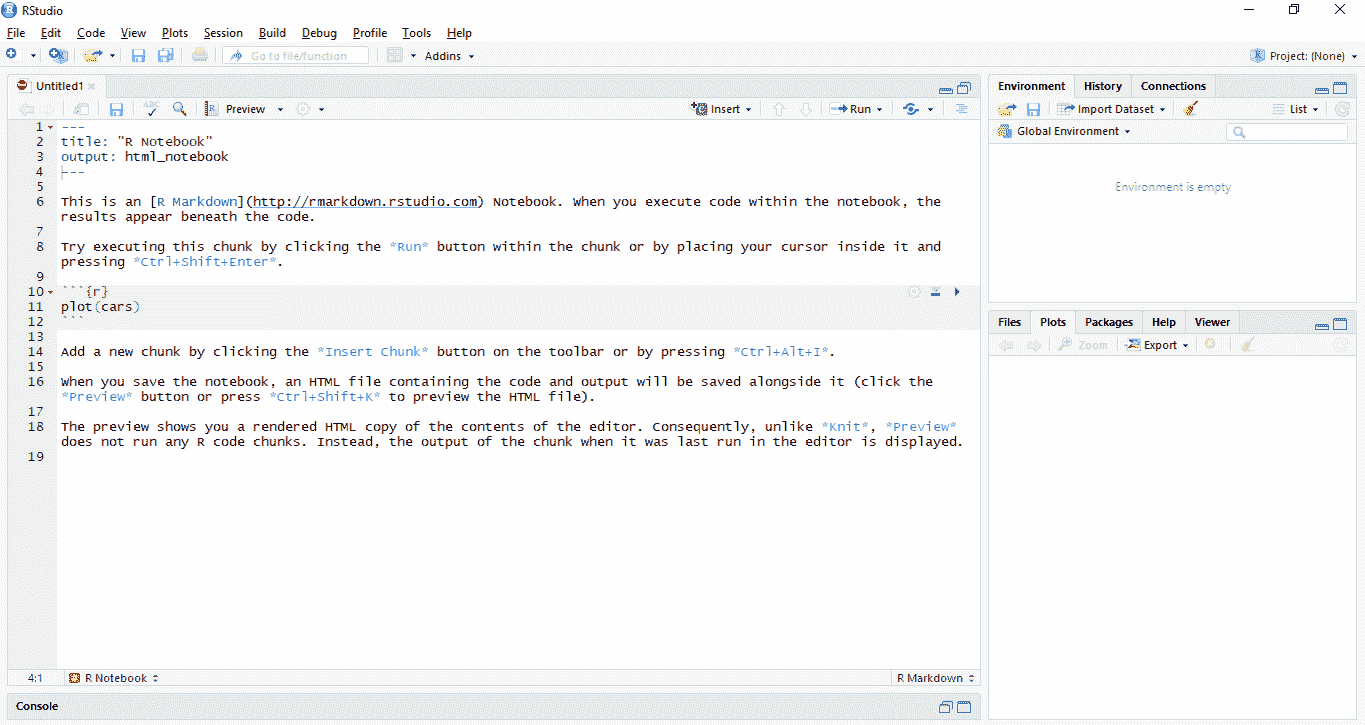 RStudio
File Edit Code View Plots Session Build Debug Profile Tools Help
Go to file/function Addins Project: (None)
Untitled1
ABC Preview Insert Run
1 ---
2 title: "R Notebook"
3 output: html_notebook
4 ---
5
6 This is an [R Markdown](http://rmarkdown.rstudio.com) Notebook. When you execute code within the notebook, the
results appear beneath the code.
7
8 Try executing this chunk by clicking the *Run* button within the chunk or by placing your cursor inside it and
pressing *Ctrl+Shift+Enter*.
9
10 ```{r}
11 plot(cars)
12 ```
13
14 Add a new chunk by clicking the *Insert Chunk* button on the toolbar or by pressing *Ctrl+Alt+I*.
15
16 When you save the notebook, an HTML file containing the code and output will be saved alongside it (click the
*Preview* button or press *Ctrl+Shift+K* to preview the HTML file).
17
18 The preview shows you a rendered HTML copy of the contents of the editor. Consequently, unlike *Knit*, *Preview*
does not run any R code chunks. Instead, the output of the chunk when it was last run in the editor is displayed.
19
4:1 R Notebook R Markdown
Console
Environment History Connections
Import Dataset List
Global Environment
Environment is empty
Files Plots Packages Help Viewer
Zoom Export